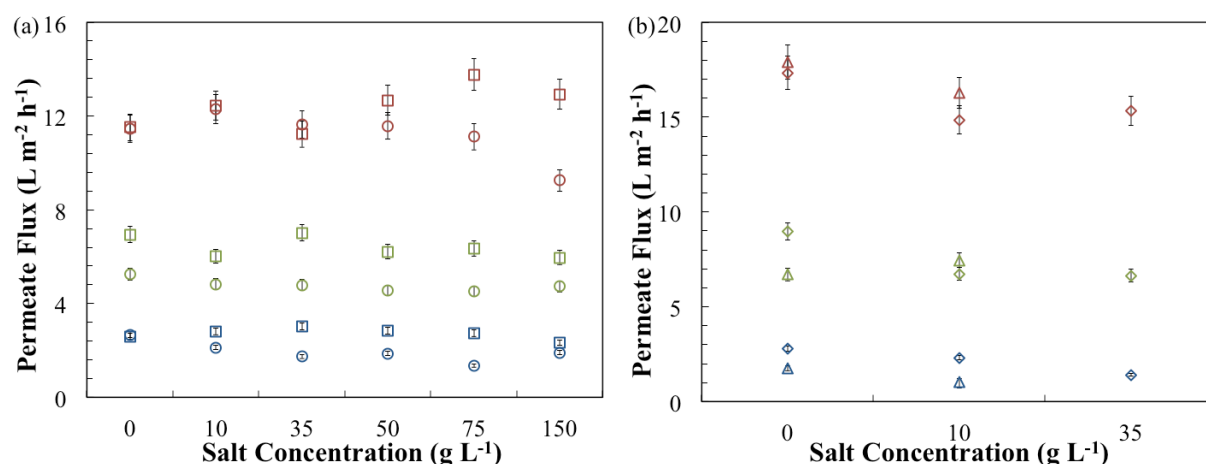 (a)
Permeate Flux (L m⁻² h⁻¹)
16
12
8
4
0
0 10 35 50 75 150
Salt Concentration (g L⁻¹)
(b)
Permeate Flux (L m⁻² h⁻¹)
20
15
10
5
0
0 10 35
Salt Concentration (g L⁻¹)